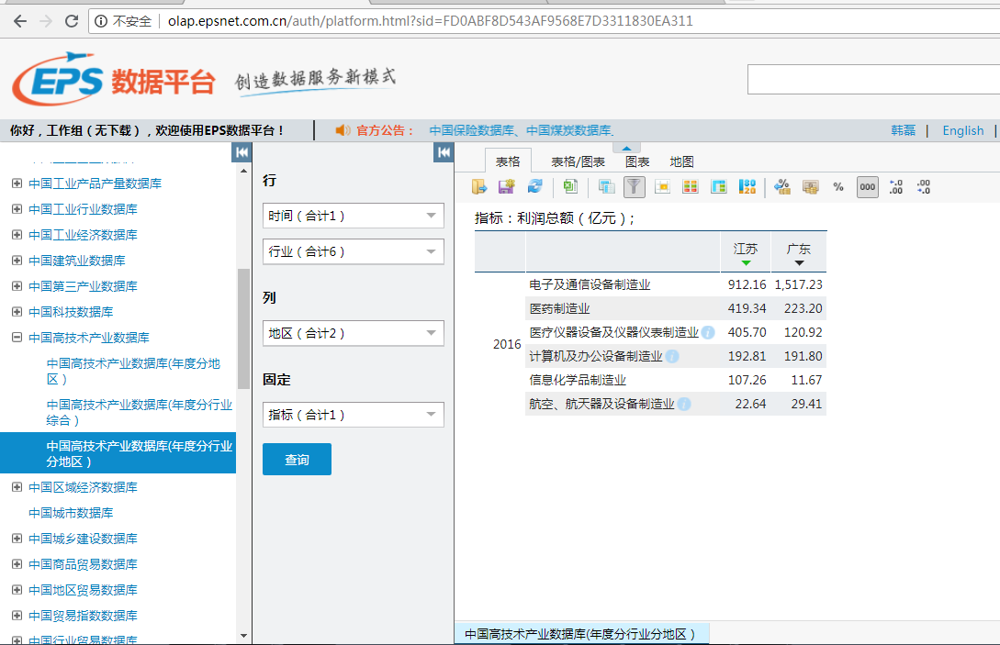 不安全 olap.epsnet.com.cn/auth/platform.html?sid=FD0ABF8D543AF9568E7D3311830EA311
EPS 数据平台 创造数据服务新模式
你好，工作组（无下载），欢迎使用EPS数据平台！
官方公告：
中国保险数据库、中国煤炭数据库.
韩磊 | English |
中国工业产品产量数据库
中国工业行业数据库
中国工业经济数据库
中国建筑业数据库
中国第三产业数据库
中国科技数据库
中国高技术产业数据库
中国高技术产业数据库(年度分地
区）
中国高技术产业数据库(年度分行业
综合）
中国高技术产业数据库(年度分行业
分地区）
中国区域经济数据库
中国城市数据库
中国城乡建设数据库
中国商品贸易数据库
中国地区贸易数据库
中国贸易指数数据库
中国行业贸易数据库
行
时间（合计1）
行业（合计6）
列
地区（合计2）
固定
指标（合计1）
查询
表格 表格/图表 图表 地图
% 000 .0 .00 .00 .0
指标：利润总额（亿元）;
江苏 广东
电子及通信设备制造业 912.16 1,517.23
医药制造业 419.34 223.20
医疗仪器设备及仪器仪表制造业 405.70 120.92
2016
计算机及办公设备制造业 192.81 191.80
信息化学品制造业 107.26 11.67
航空、航天器及设备制造业 22.64 29.41
中国高技术产业数据库(年度分行业分地区）